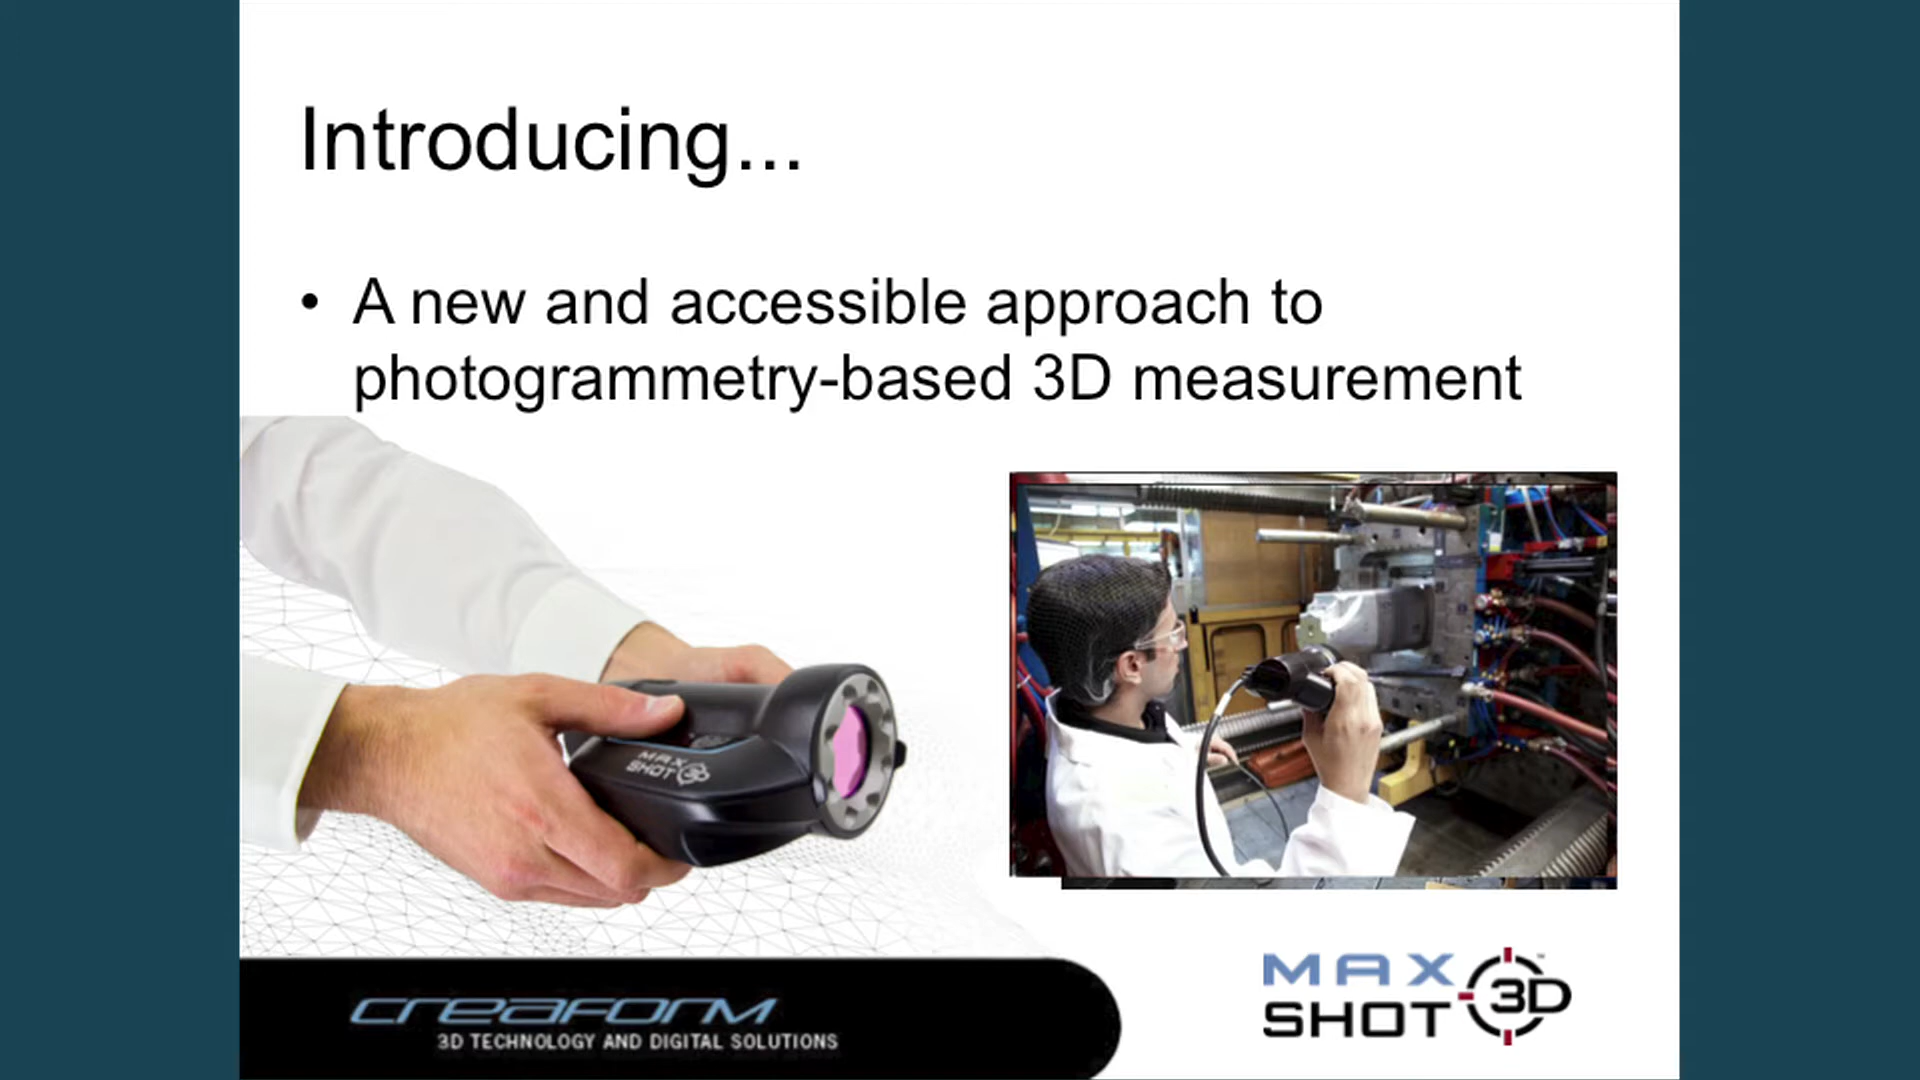 Introducing...
• A new and accessible approach to
photogrammetry-based 3D measurement
MAX
SHOT 3D
creaform
3D TECHNOLOGY AND DIGITAL SOLUTIONS
MAX
SHOT 3D™